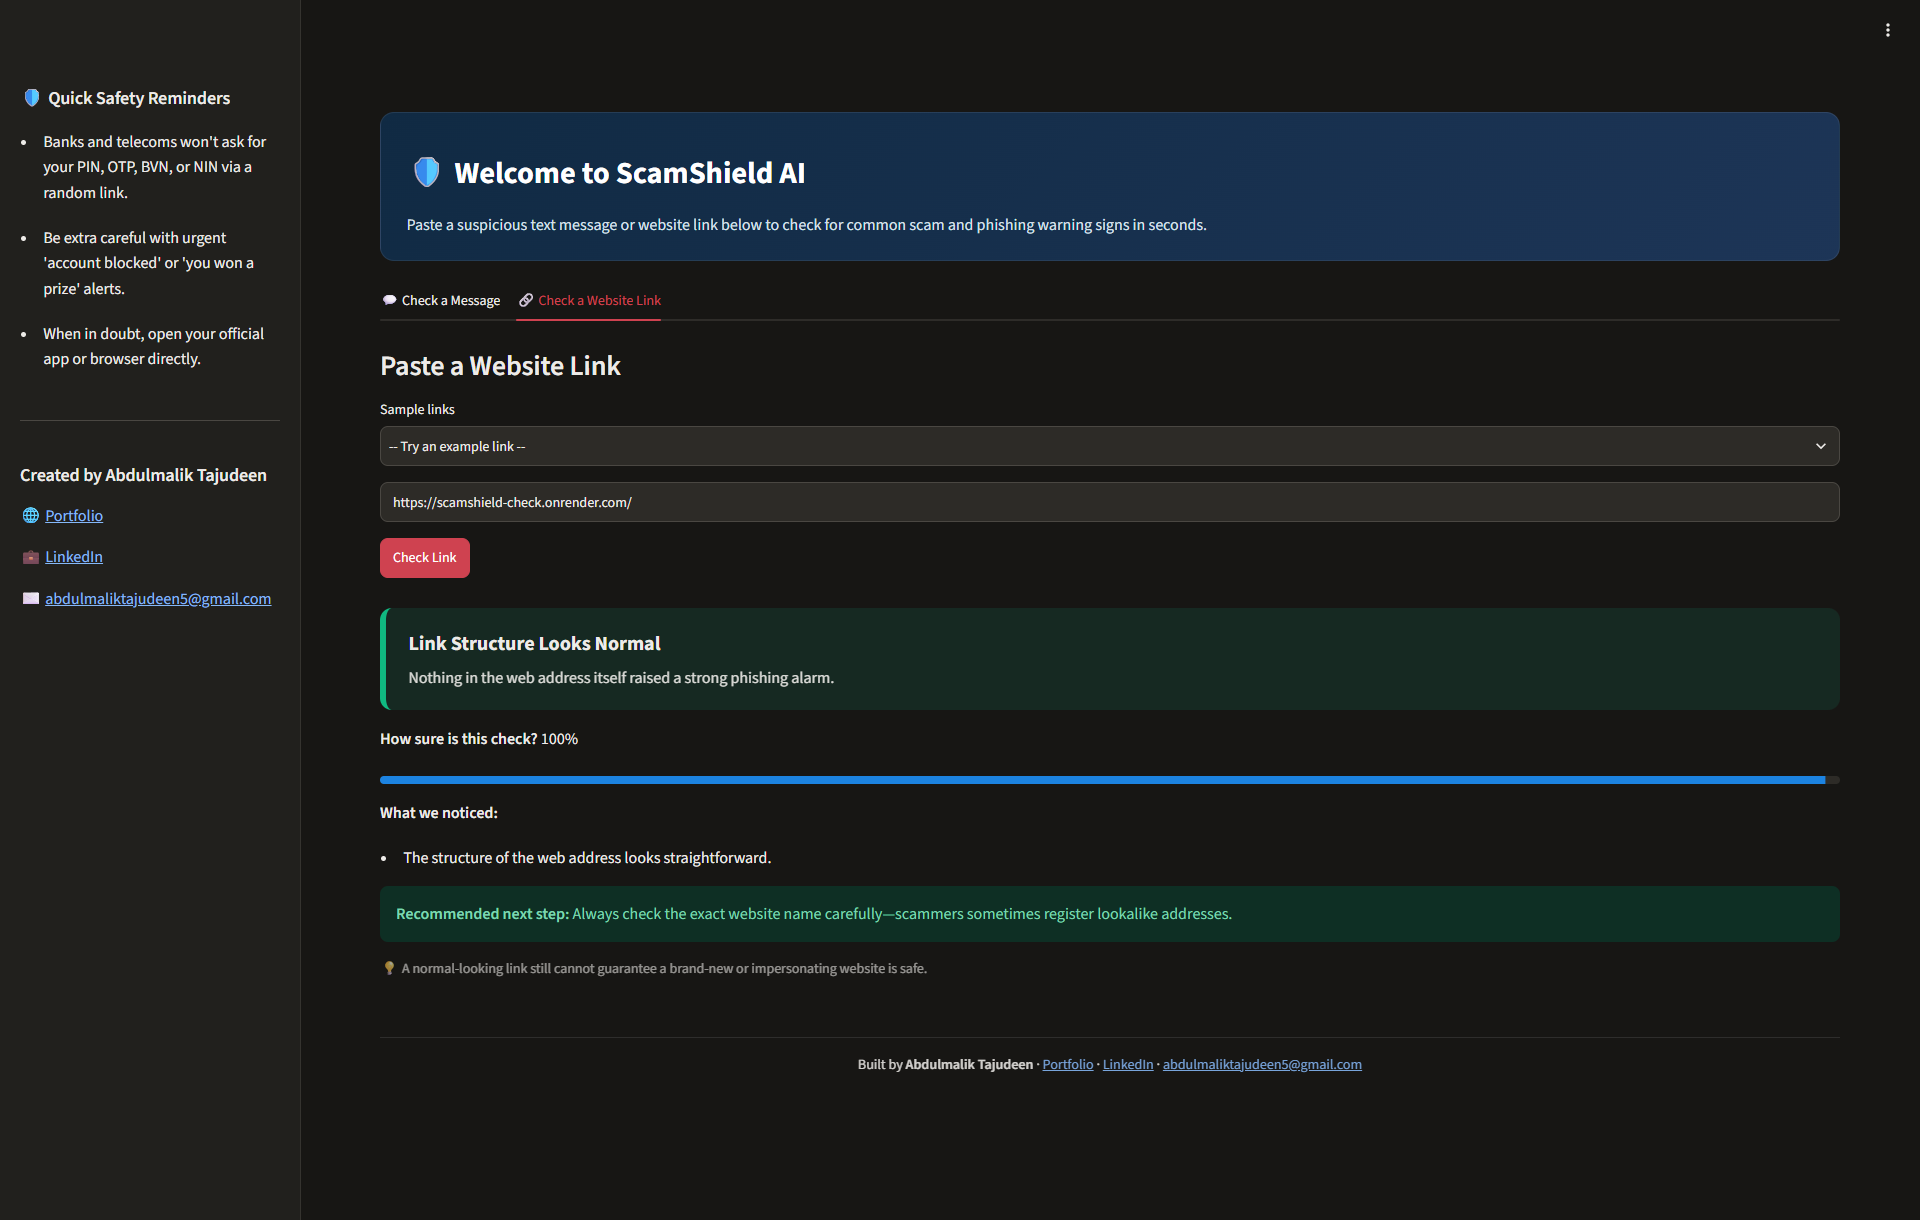 Quick Safety Reminders
Banks and telecoms won't ask for
your PIN, OTP, BVN, or NIN via a
random link.
Be extra careful with urgent
'account blocked' or 'you won a
prize' alerts.
When in doubt, open your official
app or browser directly.
Created by Abdulmalik Tajudeen
Portfolio
LinkedIn
abdulmaliktajudeen5@gmail.com
Welcome to ScamShield AI
Paste a suspicious text message or website link below to check for common scam and phishing warning signs in seconds.
Check a Message Check a Website Link
Paste a Website Link
Sample links
-- Try an example link --
https://scamshield-check.onrender.com/
Check Link
Link Structure Looks Normal
Nothing in the web address itself raised a strong phishing alarm.
How sure is this check? 100%
What we noticed:
The structure of the web address looks straightforward.
Recommended next step: Always check the exact website name carefully—scammers sometimes register lookalike addresses.
A normal-looking link still cannot guarantee a brand-new or impersonating website is safe.
Built by Abdulmalik Tajudeen · Portfolio · LinkedIn · abdulmaliktajudeen5@gmail.com